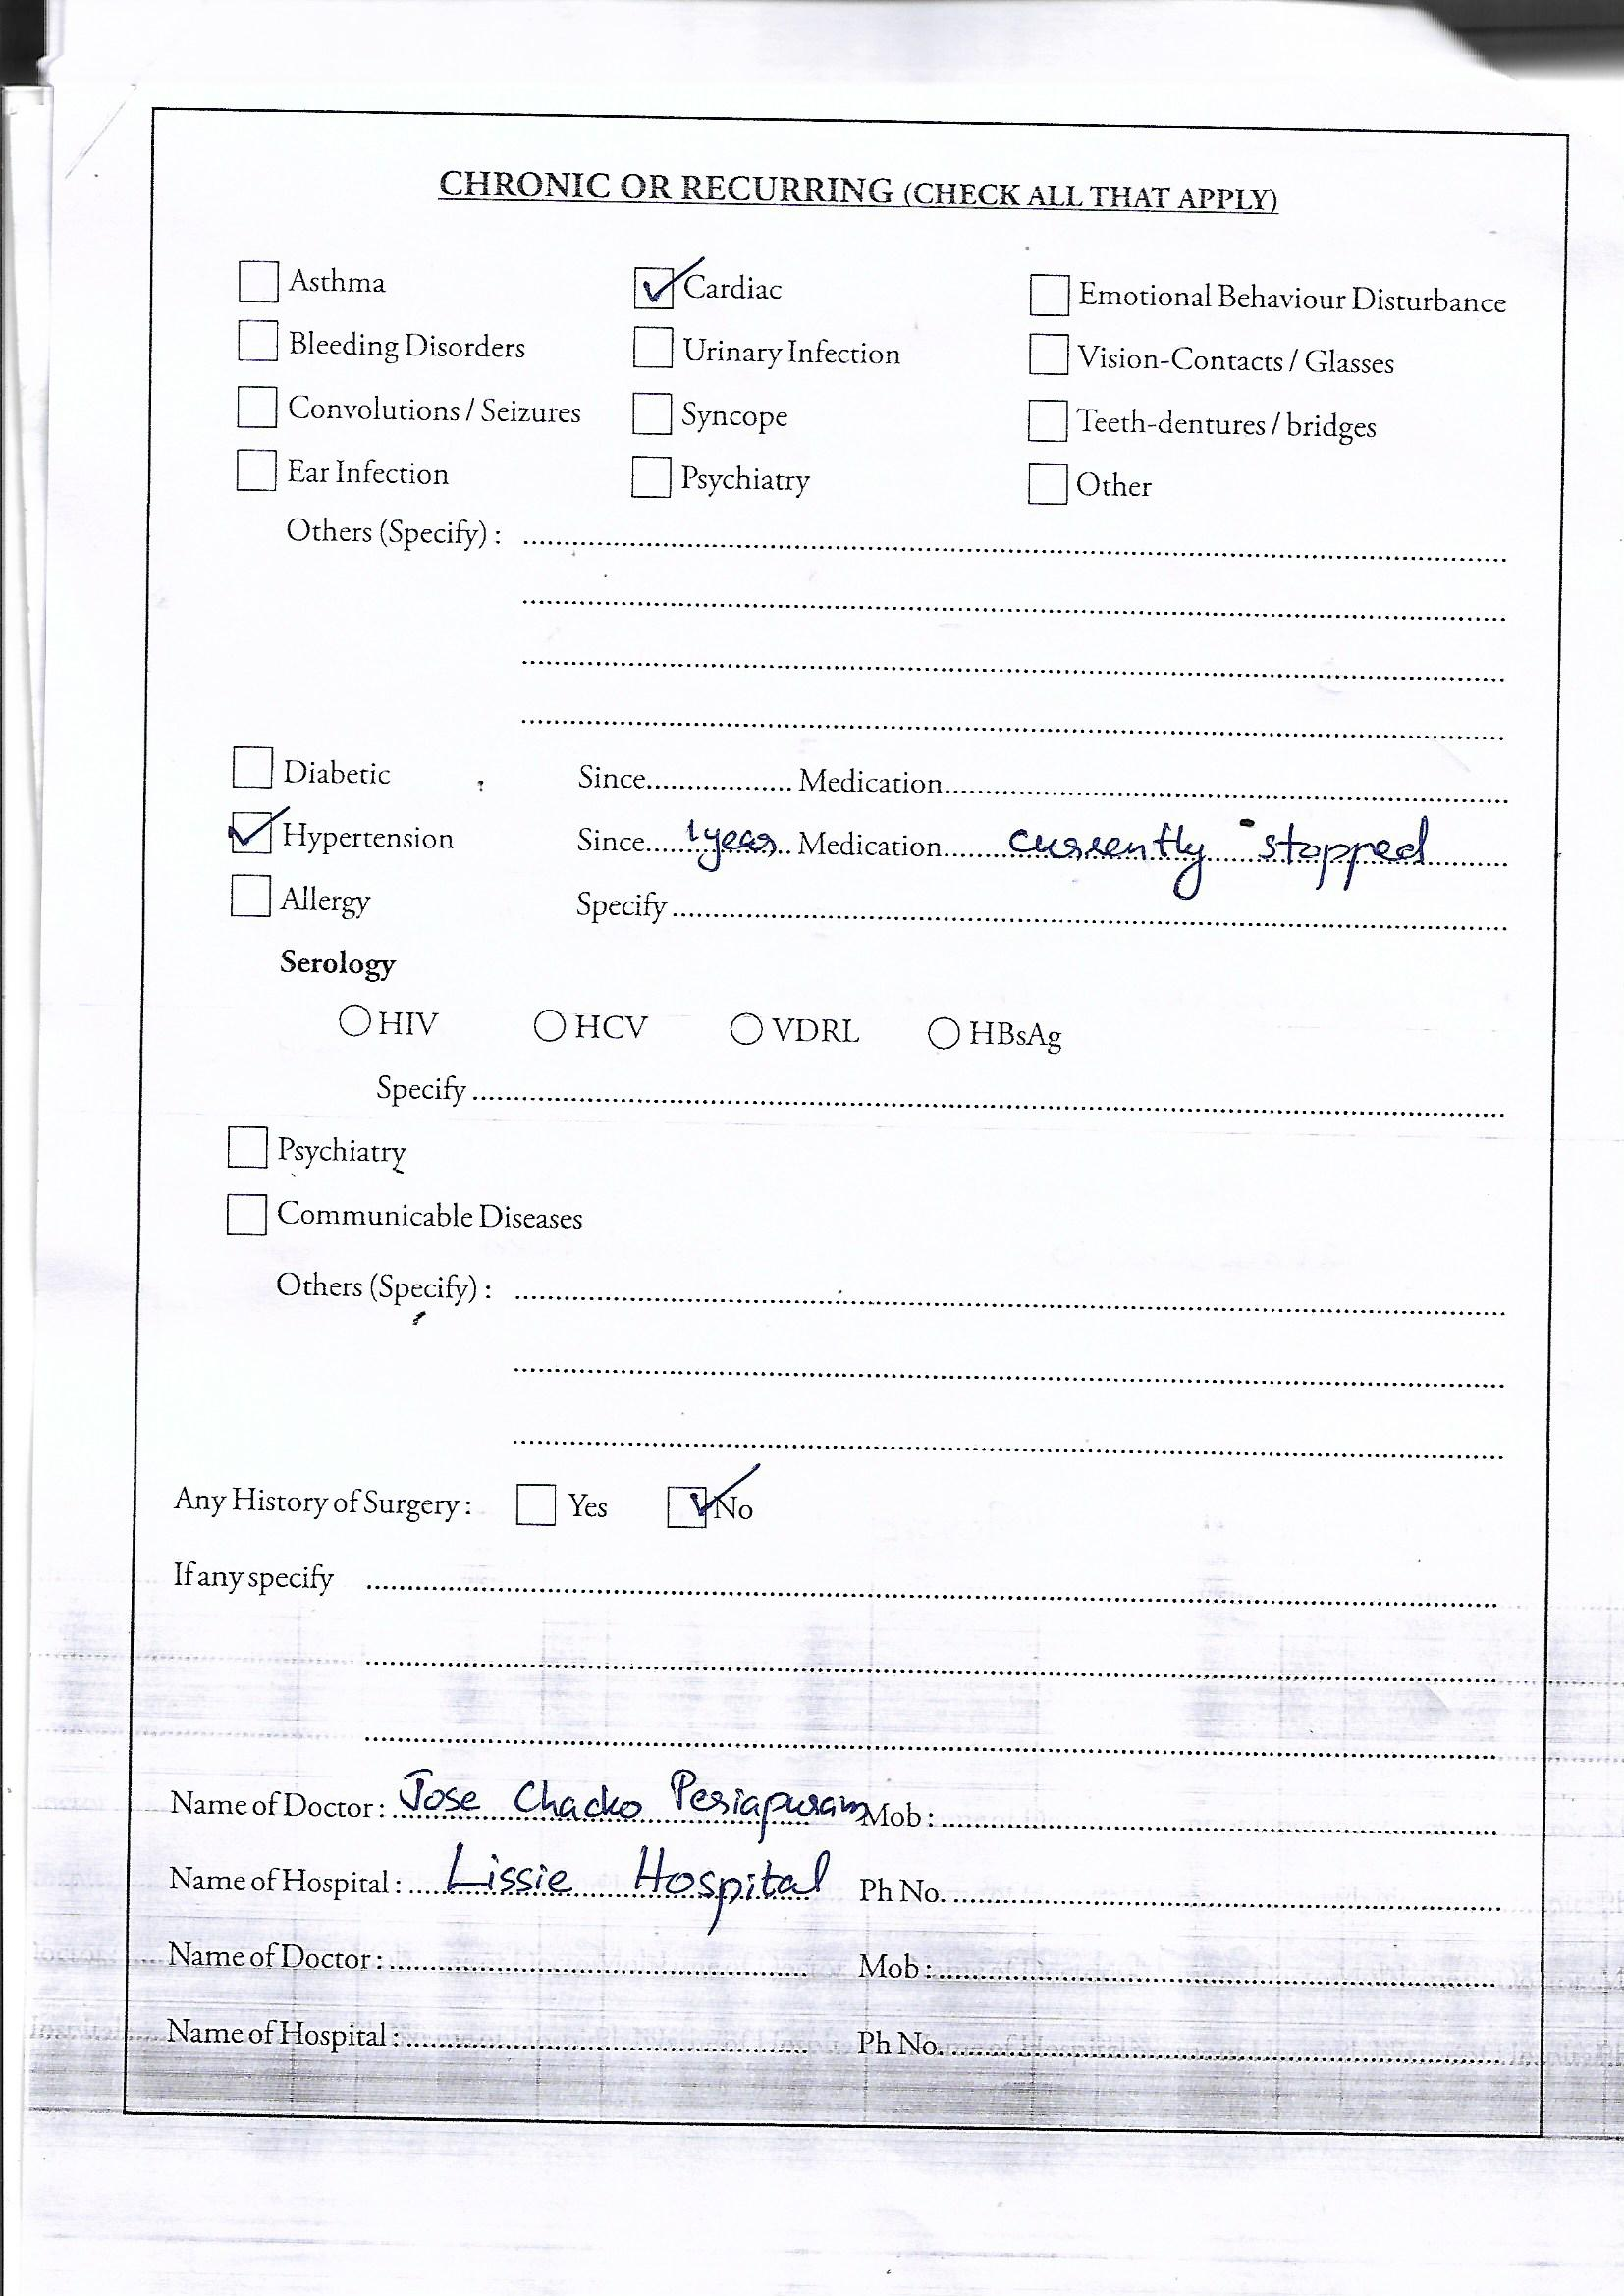 CHRONIC OR RECURRING (CHECK ALL THAT APPLY)
Asthma Cardiac Emotional Behaviour Disturbance
Bleeding Disorders Urinary Infection Vision-Contacts / Glasses
Convolutions / Seizures Syncope Teeth-dentures / bridges
Ear Infection Psychiatry Other
Others (Specify) :
Diabetic Since Medication
Hypertension Since 1 year Medication currently stopped
Allergy Specify
Serology
HIV HCV VDRL HBsAg
Specify
Psychiatry
Communicable Diseases
Others (Specify) :
Any History of Surgery : Yes No
If any specify
Name of Doctor : Jose Chacko Periapuram Mob :
Name of Hospital : Lissie Hospital Ph No.
Name of Doctor : Mob :
Name of Hospital : Ph No.